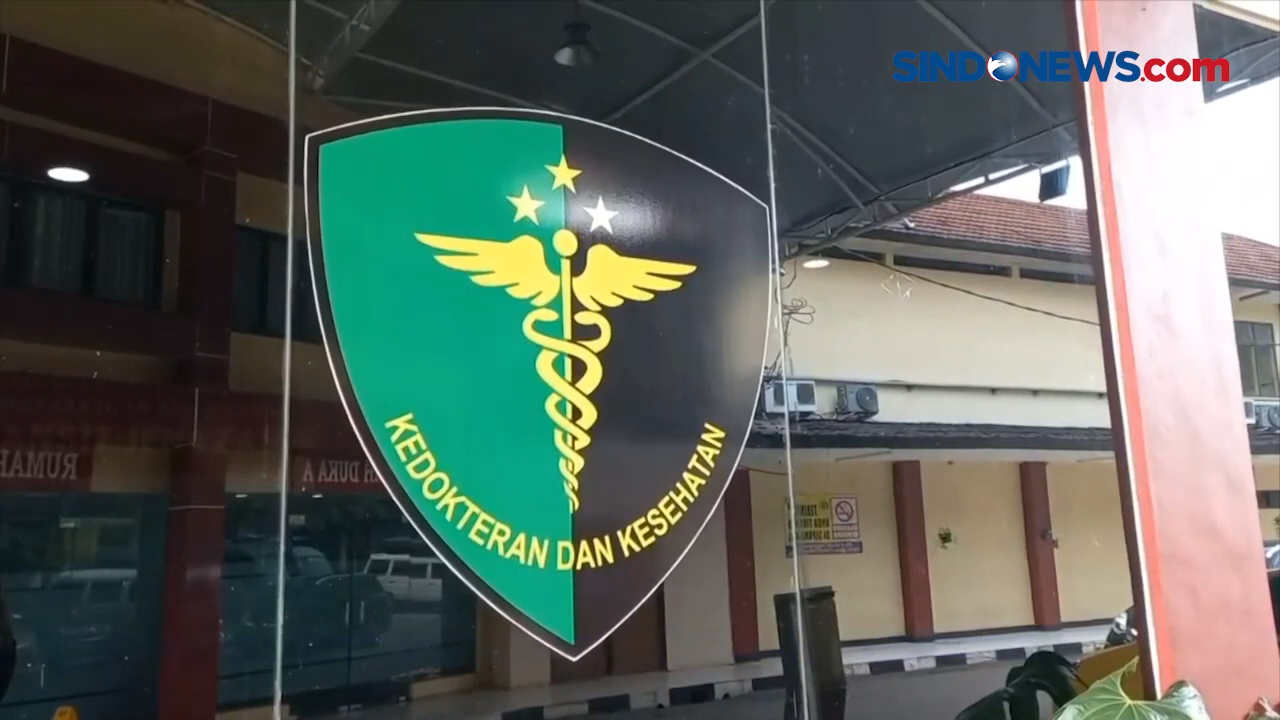 SINDONEWS.com
KEDOKTERAN DAN KESEHATAN
RUMAH
H DUKA A